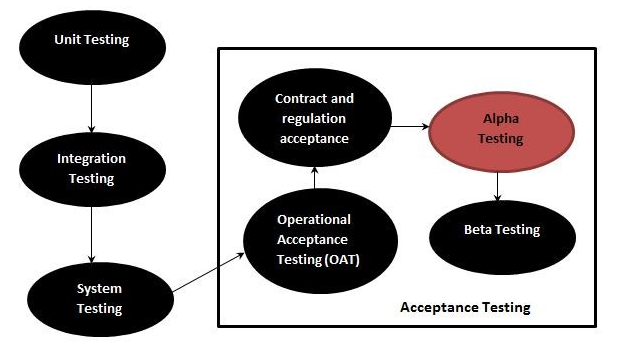 Unit Testing
Integration
Testing
System
Testing
Operational
Acceptance
Testing (OAT)
Contract and
regulation
acceptance
Alpha
Testing
Beta Testing
Acceptance Testing